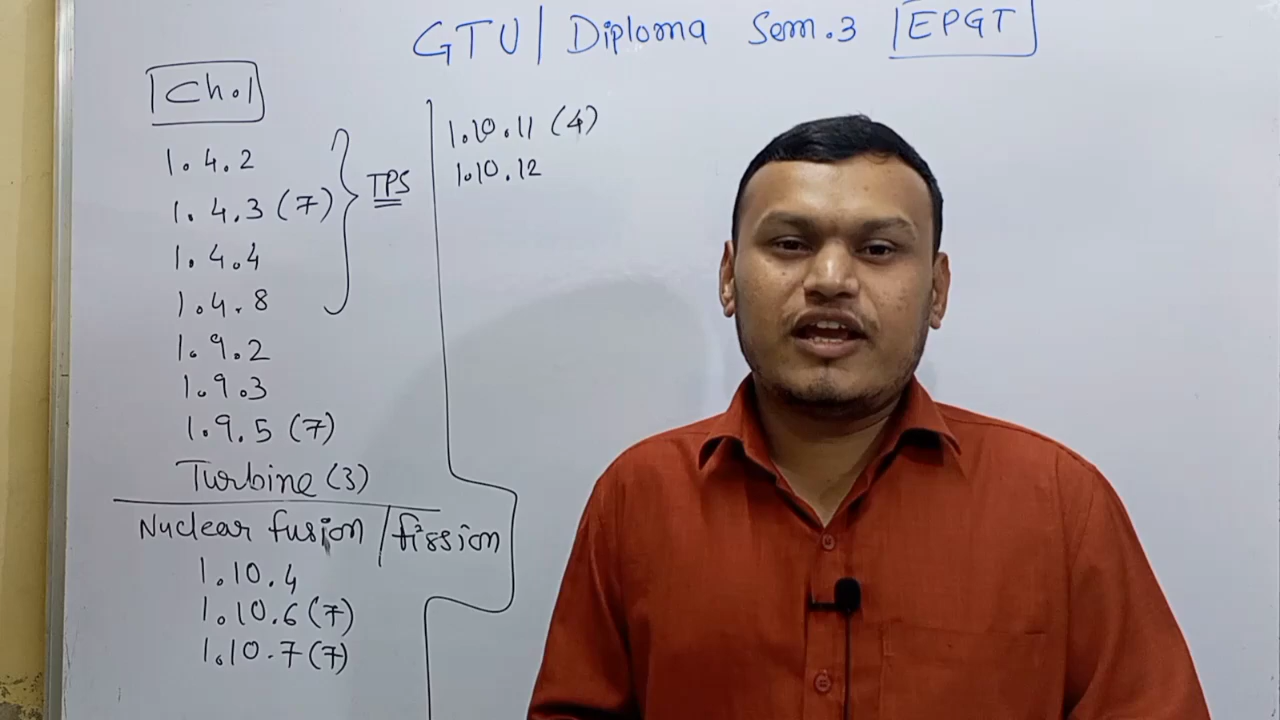 GTU | Diploma Sem.3 EPGT
Ch.1
1.4.2
1.4.3 (7)
1.4.4
1.4.8
TPS
1.9.2
1.9.3
1.9.5 (7)
Turbine (3)
Nuclear fusion / fission
1.10.4
1.10.6 (7)
1.10.7 (7)
1.10.11 (4)
1.10.12